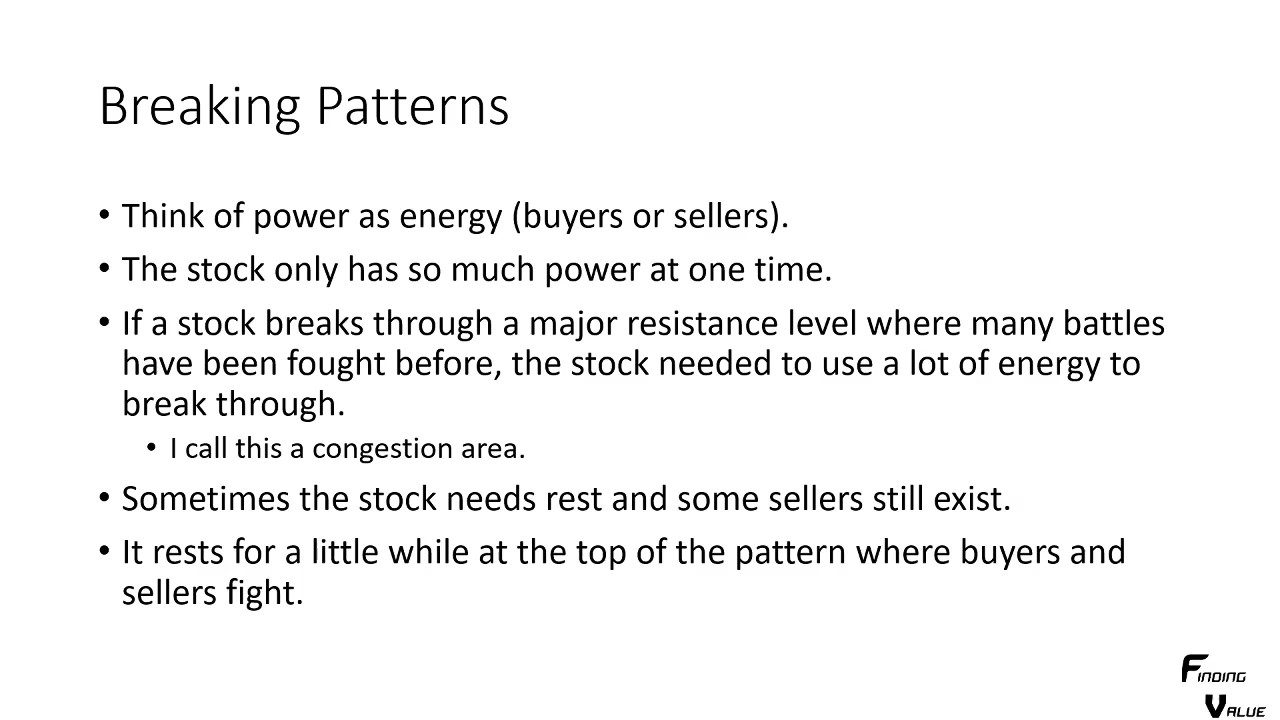 Breaking Patterns
• Think of power as energy (buyers or sellers).
• The stock only has so much power at one time.
• If a stock breaks through a major resistance level where many battles
have been fought before, the stock needed to use a lot of energy to
break through.
• I call this a congestion area.
• Sometimes the stock needs rest and some sellers still exist.
• It rests for a little while at the top of the pattern where buyers and
sellers fight.
Finding
Value